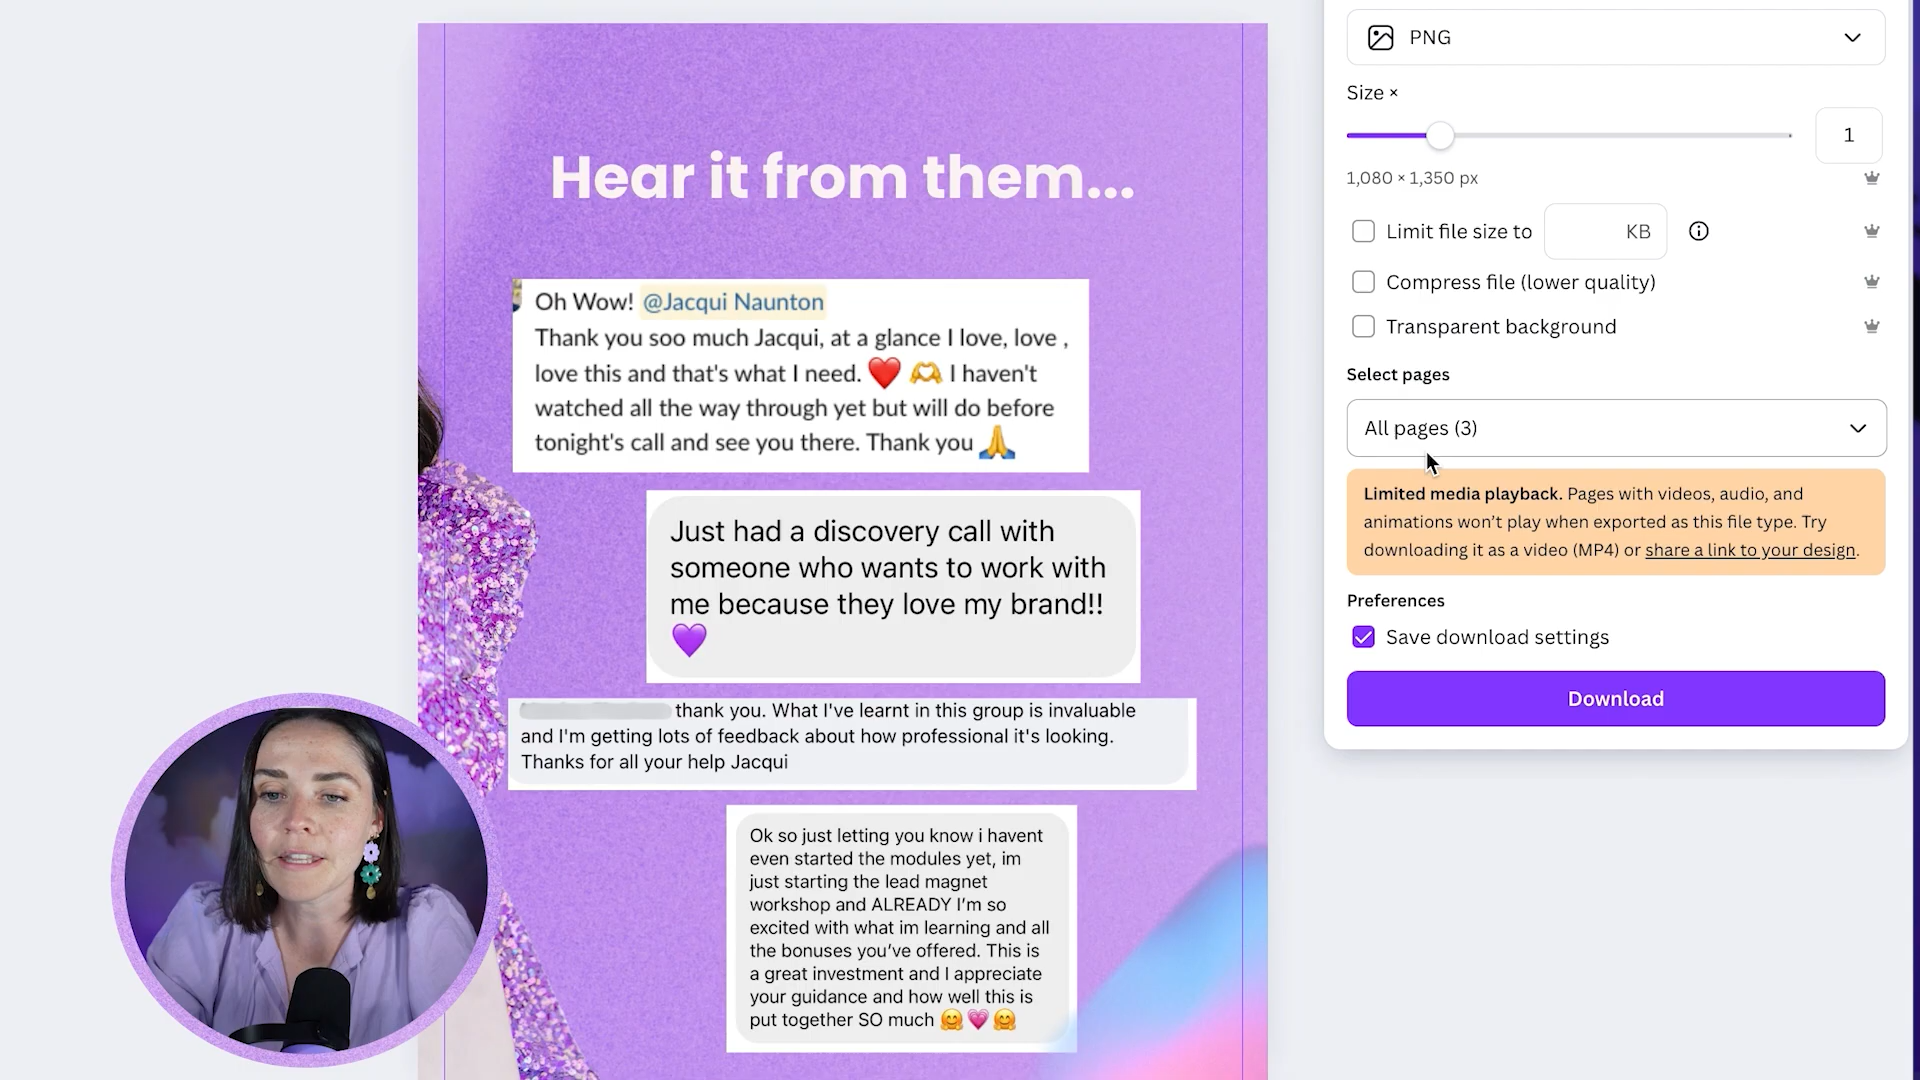 Hear it from them...
Oh Wow! @Jacqui Naunton
Thank you soo much Jacqui, at a glance I love, love ,
love this and that's what I need. ❤️ 🫶 I haven't
watched all the way through yet but will do before
tonight's call and see you there. Thank you 🙏
Just had a discovery call with
someone who wants to work with
me because they love my brand!!
💜
thank you. What I've learnt in this group is invaluable
and I'm getting lots of feedback about how professional it's looking.
Thanks for all your help Jacqui
Ok so just letting you know i havent
even started the modules yet, im
just starting the lead magnet
workshop and ALREADY I’m so
excited with what im learning and all
the bonuses you’ve offered. This is
a great investment and I appreciate
your guidance and how well this is
put together SO much 🤗💗🤗
PNG
Size ×
1
1,080 × 1,350 px
Limit file size to KB
Compress file (lower quality)
Transparent background
Select pages
All pages (3)
Limited media playback. Pages with videos, audio, and
animations won’t play when exported as this file type. Try
downloading it as a video (MP4) or share a link to your design.
Preferences
Save download settings
Download